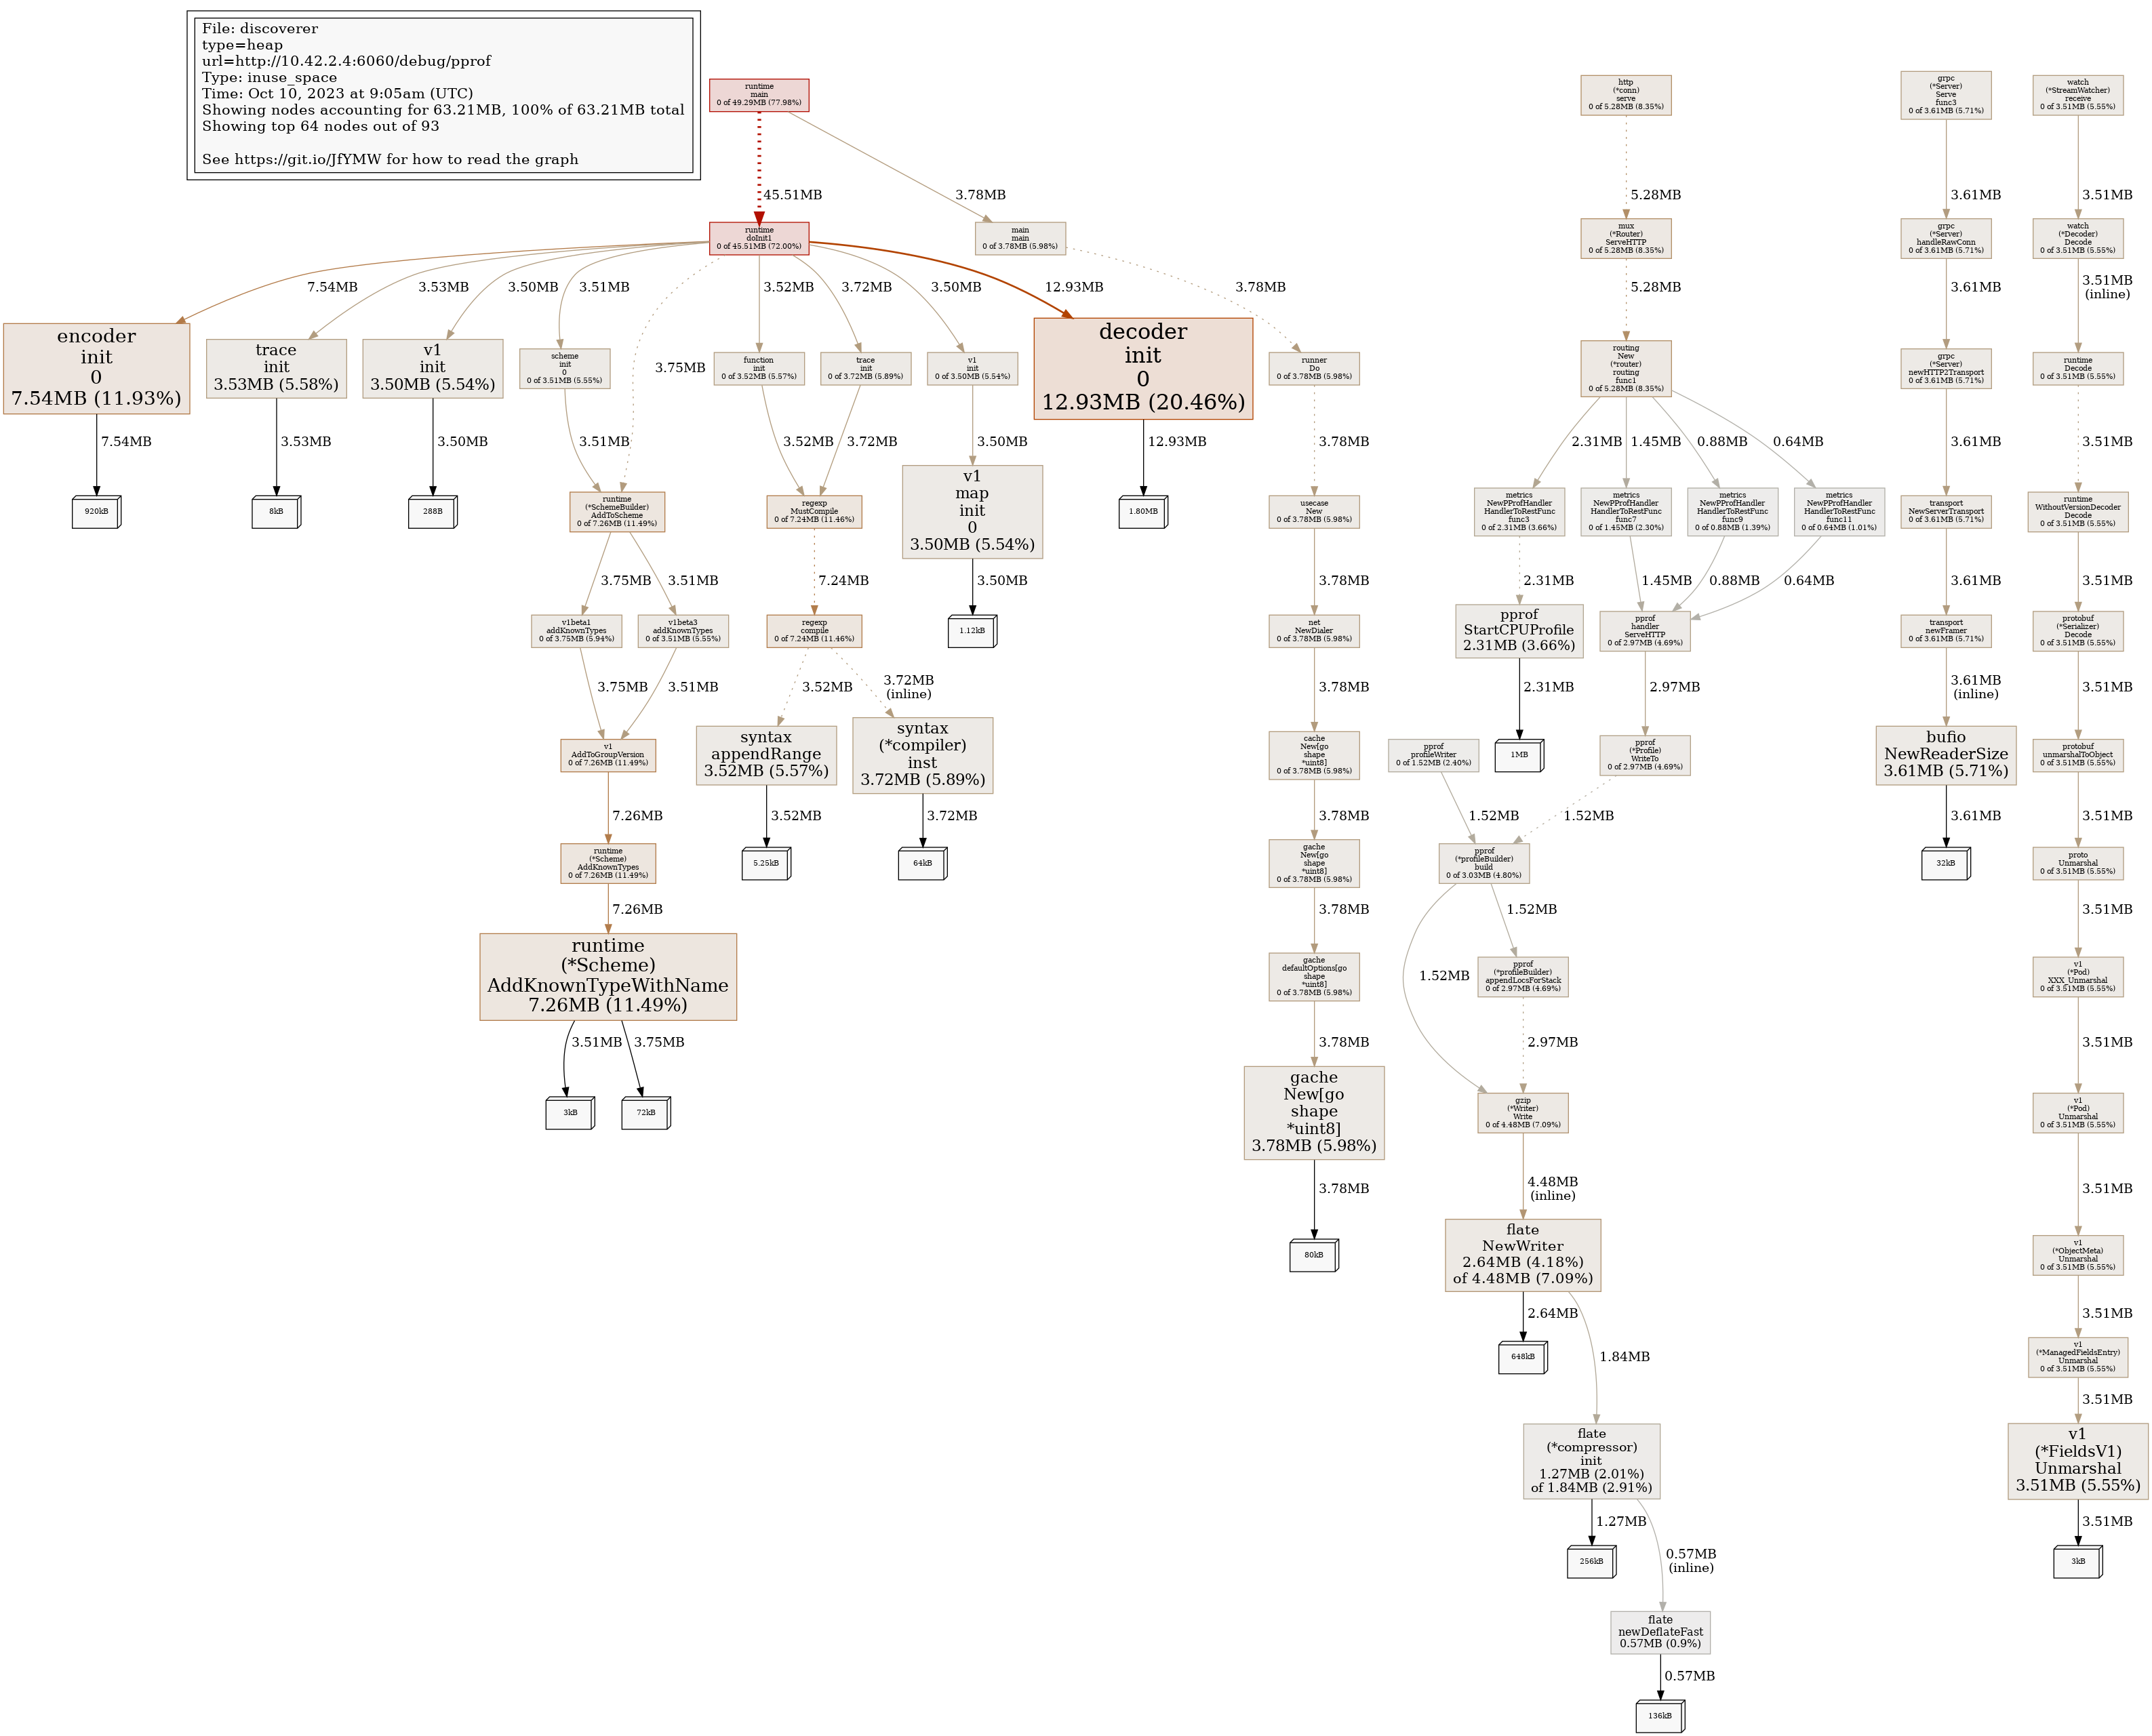 File: discoverer
type=heap
url=http://10.42.2.4:6060/debug/pprof
Type: inuse_space
Time: Oct 10, 2023 at 9:05am (UTC)
Showing nodes accounting for 63.21MB, 100% of 63.21MB total
Showing top 64 nodes out of 93
See https://git.io/JfYMW for how to read the graph
runtime
main
0 of 49.29MB (77.98%)
45.51MB
3.78MB
runtime
doInit1
0 of 45.51MB (72.00%)
main
main
0 of 3.78MB (5.98%)
7.54MB
3.53MB
3.50MB
3.51MB
3.75MB
3.52MB
3.72MB
3.50MB
12.93MB
3.78MB
encoder
init
0
7.54MB (11.93%)
7.54MB
920kB
trace
init
3.53MB (5.58%)
3.53MB
8kB
v1
init
3.50MB (5.54%)
3.50MB
288B
scheme
init
0
0 of 3.51MB (5.55%)
3.51MB
runtime
(*SchemeBuilder)
AddToScheme
0 of 7.26MB (11.49%)
3.75MB
3.51MB
v1beta1
addKnownTypes
0 of 3.75MB (5.94%)
v1beta3
addKnownTypes
0 of 3.51MB (5.55%)
3.75MB
3.51MB
v1
AddToGroupVersion
0 of 7.26MB (11.49%)
7.26MB
runtime
(*Scheme)
AddKnownTypes
0 of 7.26MB (11.49%)
7.26MB
runtime
(*Scheme)
AddKnownTypeWithName
7.26MB (11.49%)
3.51MB
3.75MB
3kB
72kB
function
init
0 of 3.52MB (5.57%)
3.52MB
trace
init
0 of 3.72MB (5.89%)
3.72MB
regexp
MustCompile
0 of 7.24MB (11.46%)
7.24MB
regexp
compile
0 of 7.24MB (11.46%)
3.52MB
3.72MB
(inline)
syntax
appendRange
3.52MB (5.57%)
3.52MB
5.25kB
syntax
(*compiler)
inst
3.72MB (5.89%)
3.72MB
64kB
v1
init
0 of 3.50MB (5.54%)
3.50MB
v1
map
init
0
3.50MB (5.54%)
3.50MB
1.12kB
decoder
init
0
12.93MB (20.46%)
12.93MB
1.80MB
runner
Do
0 of 3.78MB (5.98%)
3.78MB
usecase
New
0 of 3.78MB (5.98%)
3.78MB
net
NewDialer
0 of 3.78MB (5.98%)
3.78MB
cache
New[go
shape
*uint8]
0 of 3.78MB (5.98%)
3.78MB
gache
New[go
shape
*uint8]
0 of 3.78MB (5.98%)
3.78MB
gache
defaultOptions[go
shape
*uint8]
0 of 3.78MB (5.98%)
3.78MB
gache
New[go
shape
*uint8]
3.78MB (5.98%)
3.78MB
80kB
http
(*conn)
serve
0 of 5.28MB (8.35%)
5.28MB
mux
(*Router)
ServeHTTP
0 of 5.28MB (8.35%)
5.28MB
routing
New
(*router)
routing
func1
0 of 5.28MB (8.35%)
2.31MB
1.45MB
0.88MB
0.64MB
metrics
NewPProfHandler
HandlerToRestFunc
func3
0 of 2.31MB (3.66%)
metrics
NewPProfHandler
HandlerToRestFunc
func7
0 of 1.45MB (2.30%)
metrics
NewPProfHandler
HandlerToRestFunc
func9
0 of 0.88MB (1.39%)
metrics
NewPProfHandler
HandlerToRestFunc
func11
0 of 0.64MB (1.01%)
2.31MB
1.45MB
0.88MB
0.64MB
pprof
StartCPUProfile
2.31MB (3.66%)
2.31MB
1MB
pprof
handler
ServeHTTP
0 of 2.97MB (4.69%)
2.97MB
pprof
profileWriter
0 of 1.52MB (2.40%)
pprof
(*Profile)
WriteTo
0 of 2.97MB (4.69%)
1.52MB
1.52MB
pprof
(*profileBuilder)
build
0 of 3.03MB (4.80%)
1.52MB
1.52MB
pprof
(*profileBuilder)
appendLocsForStack
0 of 2.97MB (4.69%)
2.97MB
gzip
(*Writer)
Write
0 of 4.48MB (7.09%)
4.48MB
(inline)
flate
NewWriter
2.64MB (4.18%)
of 4.48MB (7.09%)
2.64MB
648kB
1.84MB
flate
(*compressor)
init
1.27MB (2.01%)
of 1.84MB (2.91%)
1.27MB
256kB
0.57MB
(inline)
flate
newDeflateFast
0.57MB (0.9%)
0.57MB
136kB
grpc
(*Server)
Serve
func3
0 of 3.61MB (5.71%)
3.61MB
grpc
(*Server)
handleRawConn
0 of 3.61MB (5.71%)
3.61MB
grpc
(*Server)
newHTTP2Transport
0 of 3.61MB (5.71%)
3.61MB
transport
NewServerTransport
0 of 3.61MB (5.71%)
3.61MB
transport
newFramer
0 of 3.61MB (5.71%)
3.61MB
(inline)
bufio
NewReaderSize
3.61MB (5.71%)
3.61MB
32kB
watch
(*StreamWatcher)
receive
0 of 3.51MB (5.55%)
3.51MB
watch
(*Decoder)
Decode
0 of 3.51MB (5.55%)
3.51MB
(inline)
runtime
Decode
0 of 3.51MB (5.55%)
3.51MB
runtime
WithoutVersionDecoder
Decode
0 of 3.51MB (5.55%)
3.51MB
protobuf
(*Serializer)
Decode
0 of 3.51MB (5.55%)
3.51MB
protobuf
unmarshalToObject
0 of 3.51MB (5.55%)
3.51MB
proto
Unmarshal
0 of 3.51MB (5.55%)
3.51MB
v1
(*Pod)
XXX_Unmarshal
0 of 3.51MB (5.55%)
3.51MB
v1
(*Pod)
Unmarshal
0 of 3.51MB (5.55%)
3.51MB
v1
(*ObjectMeta)
Unmarshal
0 of 3.51MB (5.55%)
3.51MB
v1
(*ManagedFieldsEntry)
Unmarshal
0 of 3.51MB (5.55%)
3.51MB
v1
(*FieldsV1)
Unmarshal
3.51MB (5.55%)
3.51MB
3kB